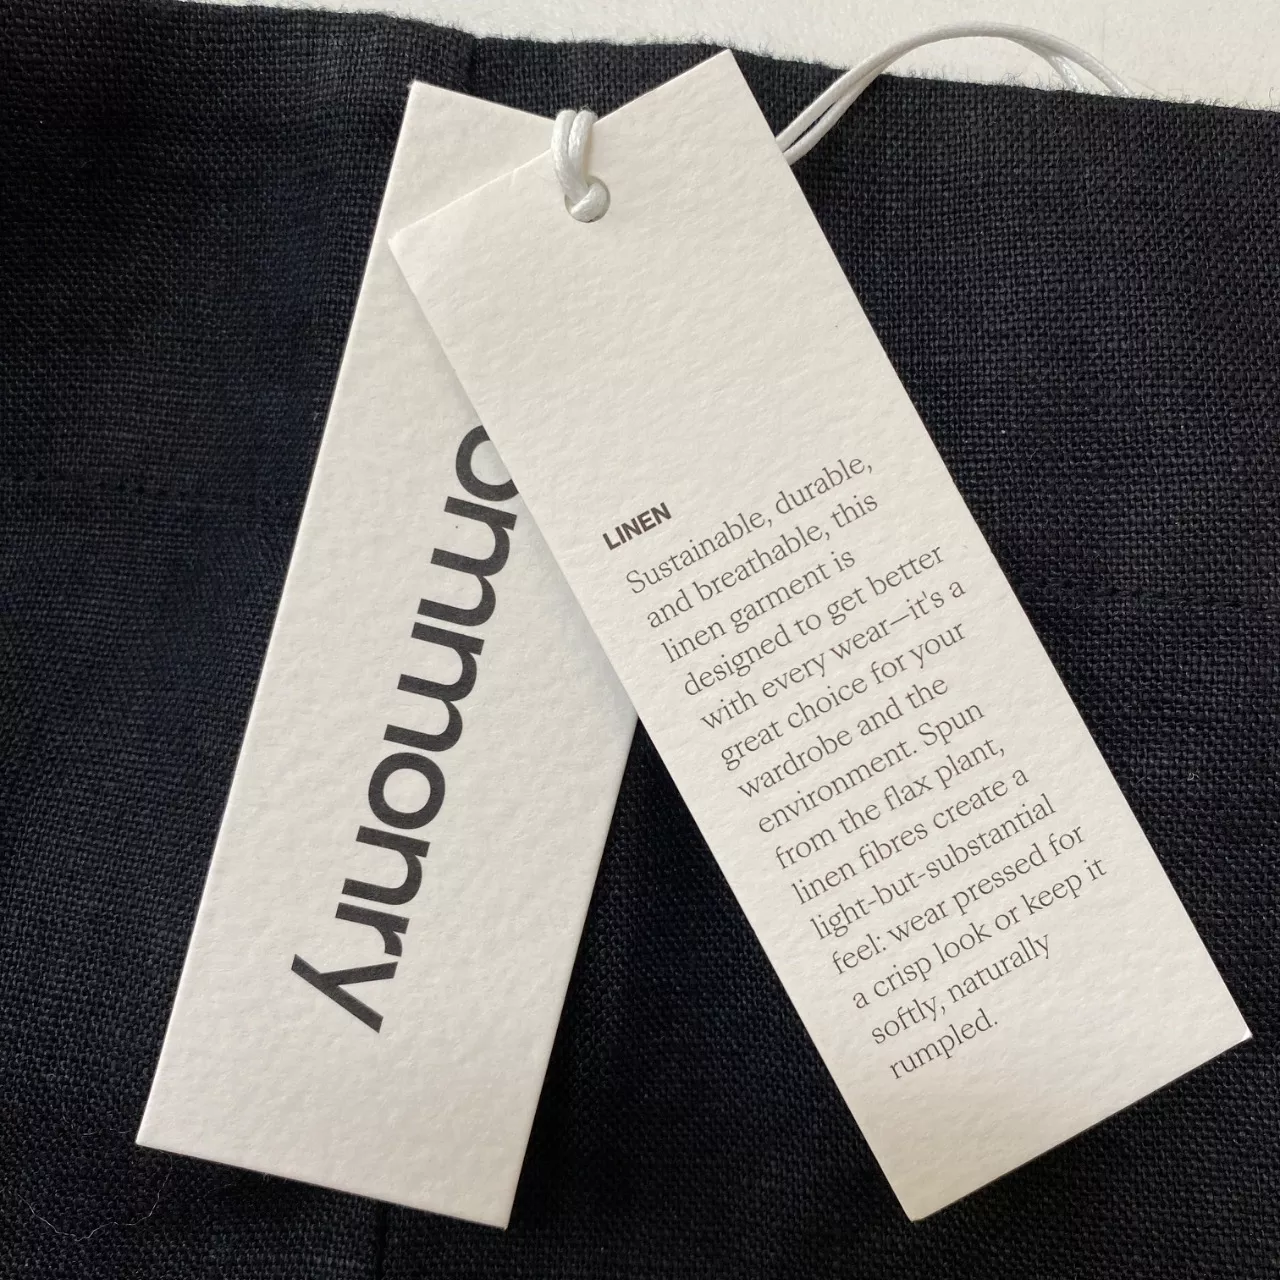 ommonry
LINEN
Sustainable, durable,
and breathable, this
linen garment is
designed to get better
with every wear—it's a
great choice for your
wardrobe and the
environment. Spun
from the flax plant,
linen fibres create a
light-but-substantial
feel: wear pressed for
a crisp look or keep it
softly, naturally
rumpled.